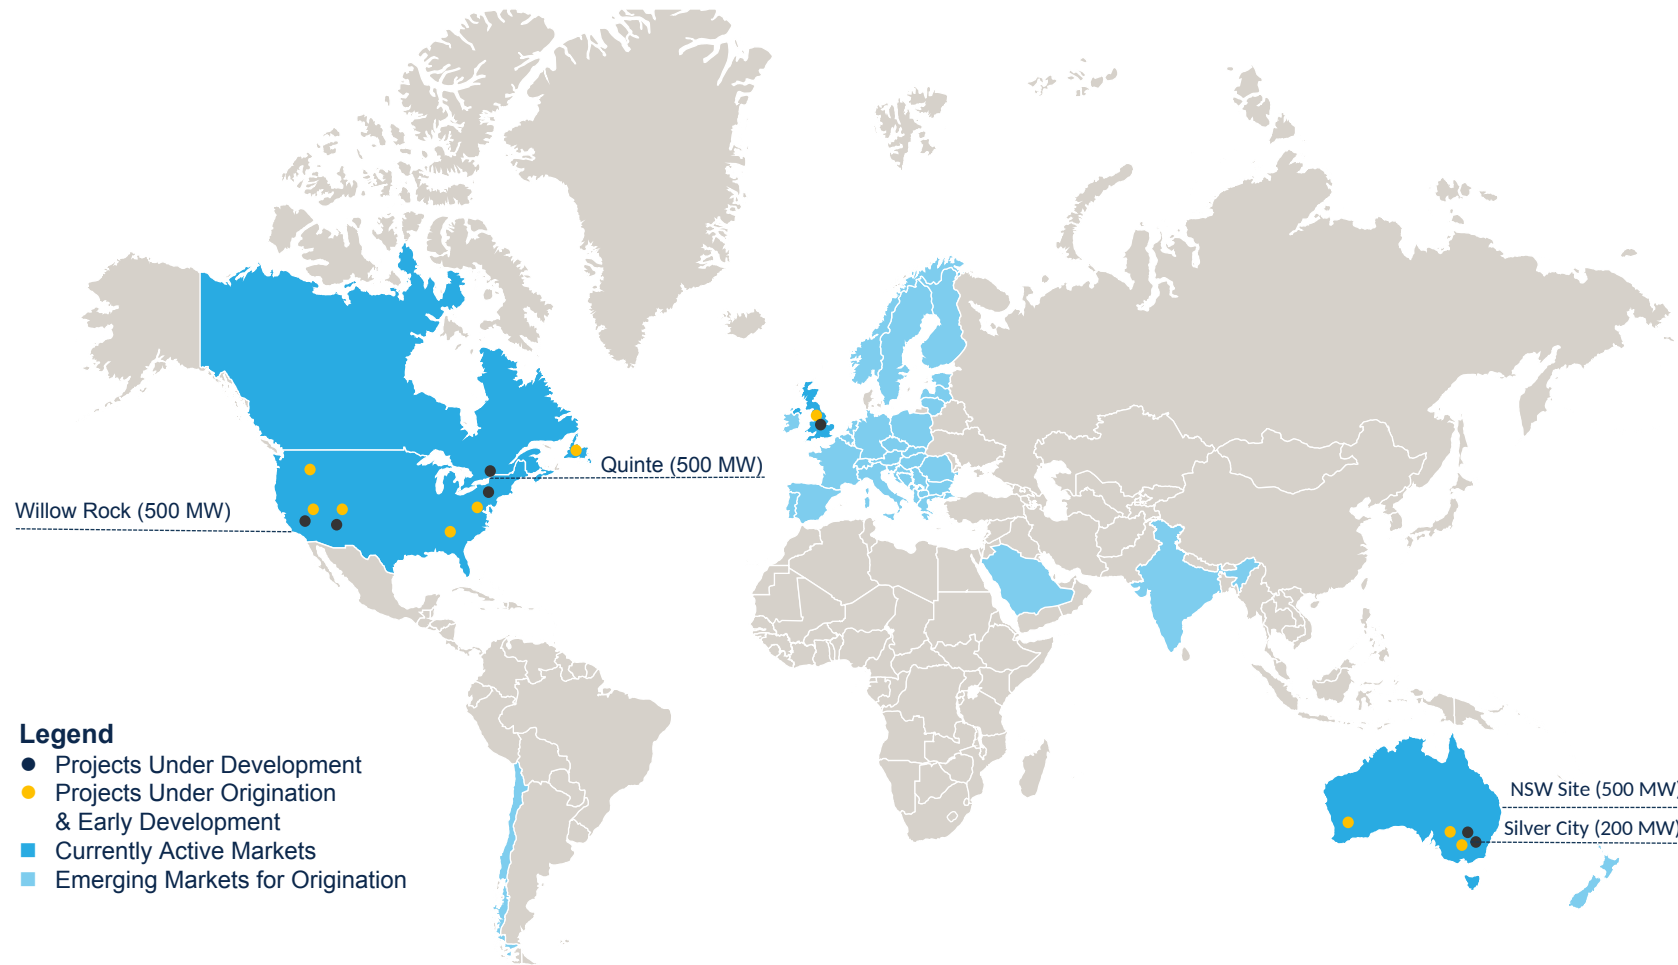 Quinte (500 MW)
Willow Rock (500 MW)
Legend
Projects Under Development
Projects Under Origination
& Early Development
Currently Active Markets
Emerging Markets for Origination
NSW Site (500 MW)
Silver City (200 MW)